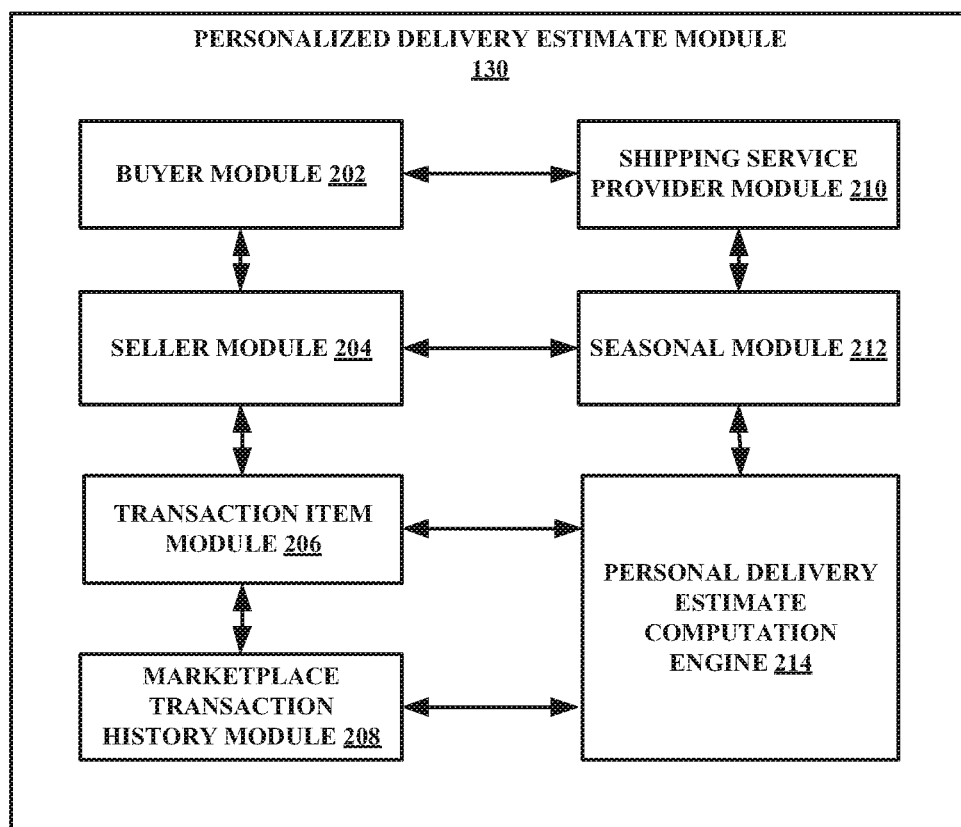 PERSONALIZED DELIVERY ESTIMATE MODULE
130
BUYER MODULE 202
SHIPPING SERVICE
PROVIDER MODULE 210
SELLER MODULE 204
SEASONAL MODULE 212
TRANSACTION ITEM
MODULE 206
PERSONAL DELIVERY
ESTIMATE
COMPUTATION
ENGINE 214
MARKETPLACE
TRANSACTION
HISTORY MODULE 208